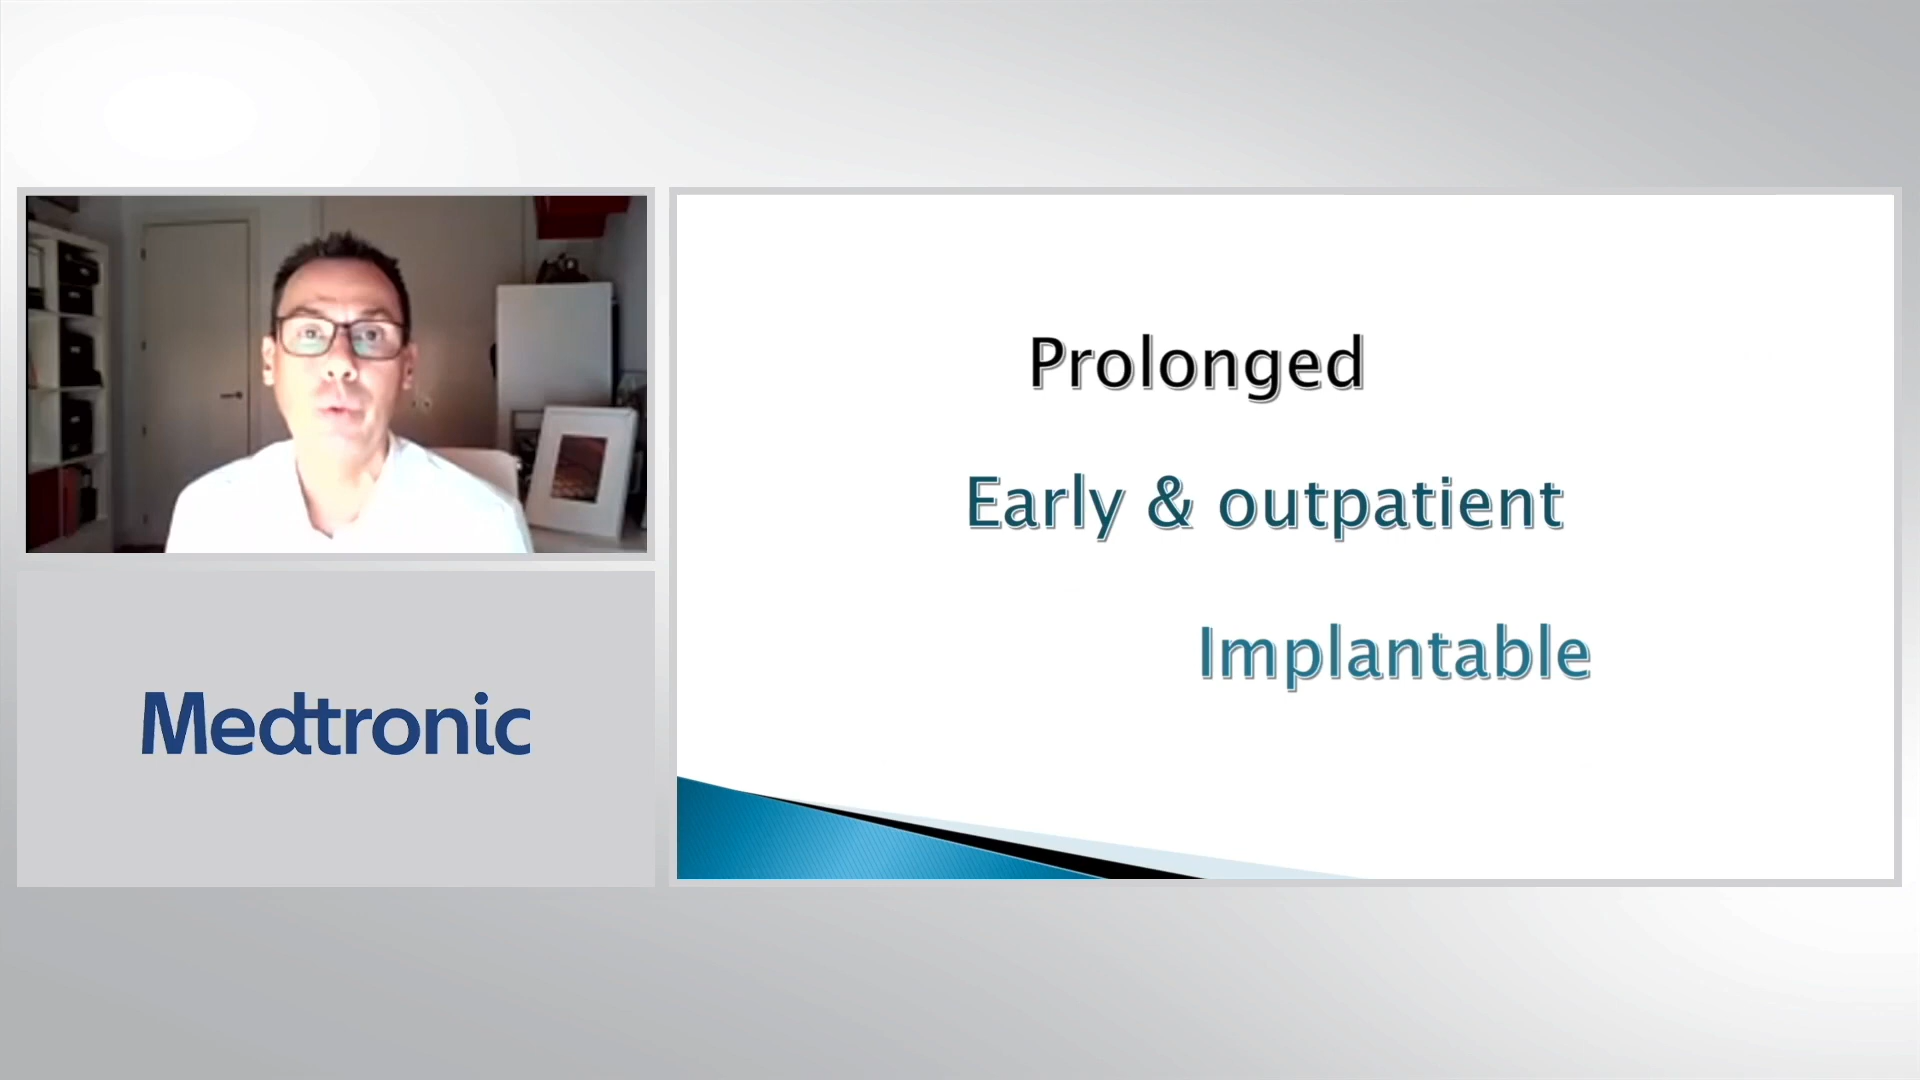 Medtronic
Prolonged
Early & outpatient
Implantable